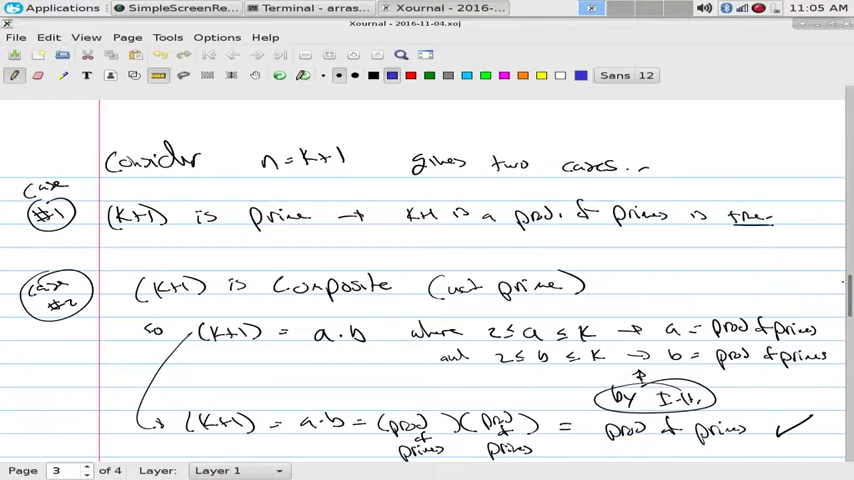 Applications SimpleScreenRe... Terminal - arras... Xournal - 2016-... 11:05 AM
Xournal - 2016-11-04.xoj
File Edit View Page Tools Options Help
Sans 12
Consider n = k+1 gives two cases...
Case #1 (k+1) is prime → k+1 is a prod. of primes is true.
Case #2 (k+1) is composite (not prime)
so (k+1) = a·b where 2 ≤ a ≤ k → a = prod of primes
and 2 ≤ b ≤ k → b = prod of primes
by I.H.
(k+1) = a·b = (prod of primes)(prod of primes) = prod of primes ✓
Page 3 of 4 Layer: Layer 1